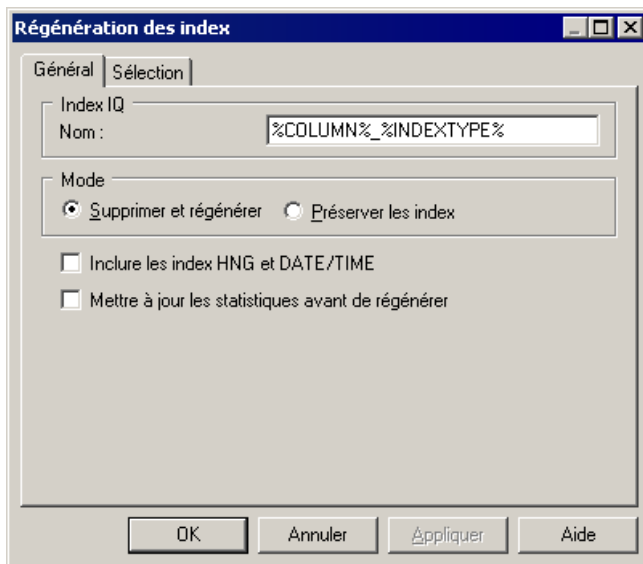 Régénération des index
Général Sélection
Index IQ
Nom : %COLUMN%_%INDEXTYPE%
Mode
Supprimer et régénérer Préserver les index
Inclure les index HNG et DATE/TIME
Mettre à jour les statistiques avant de régénérer
OK Annuler Appliquer Aide